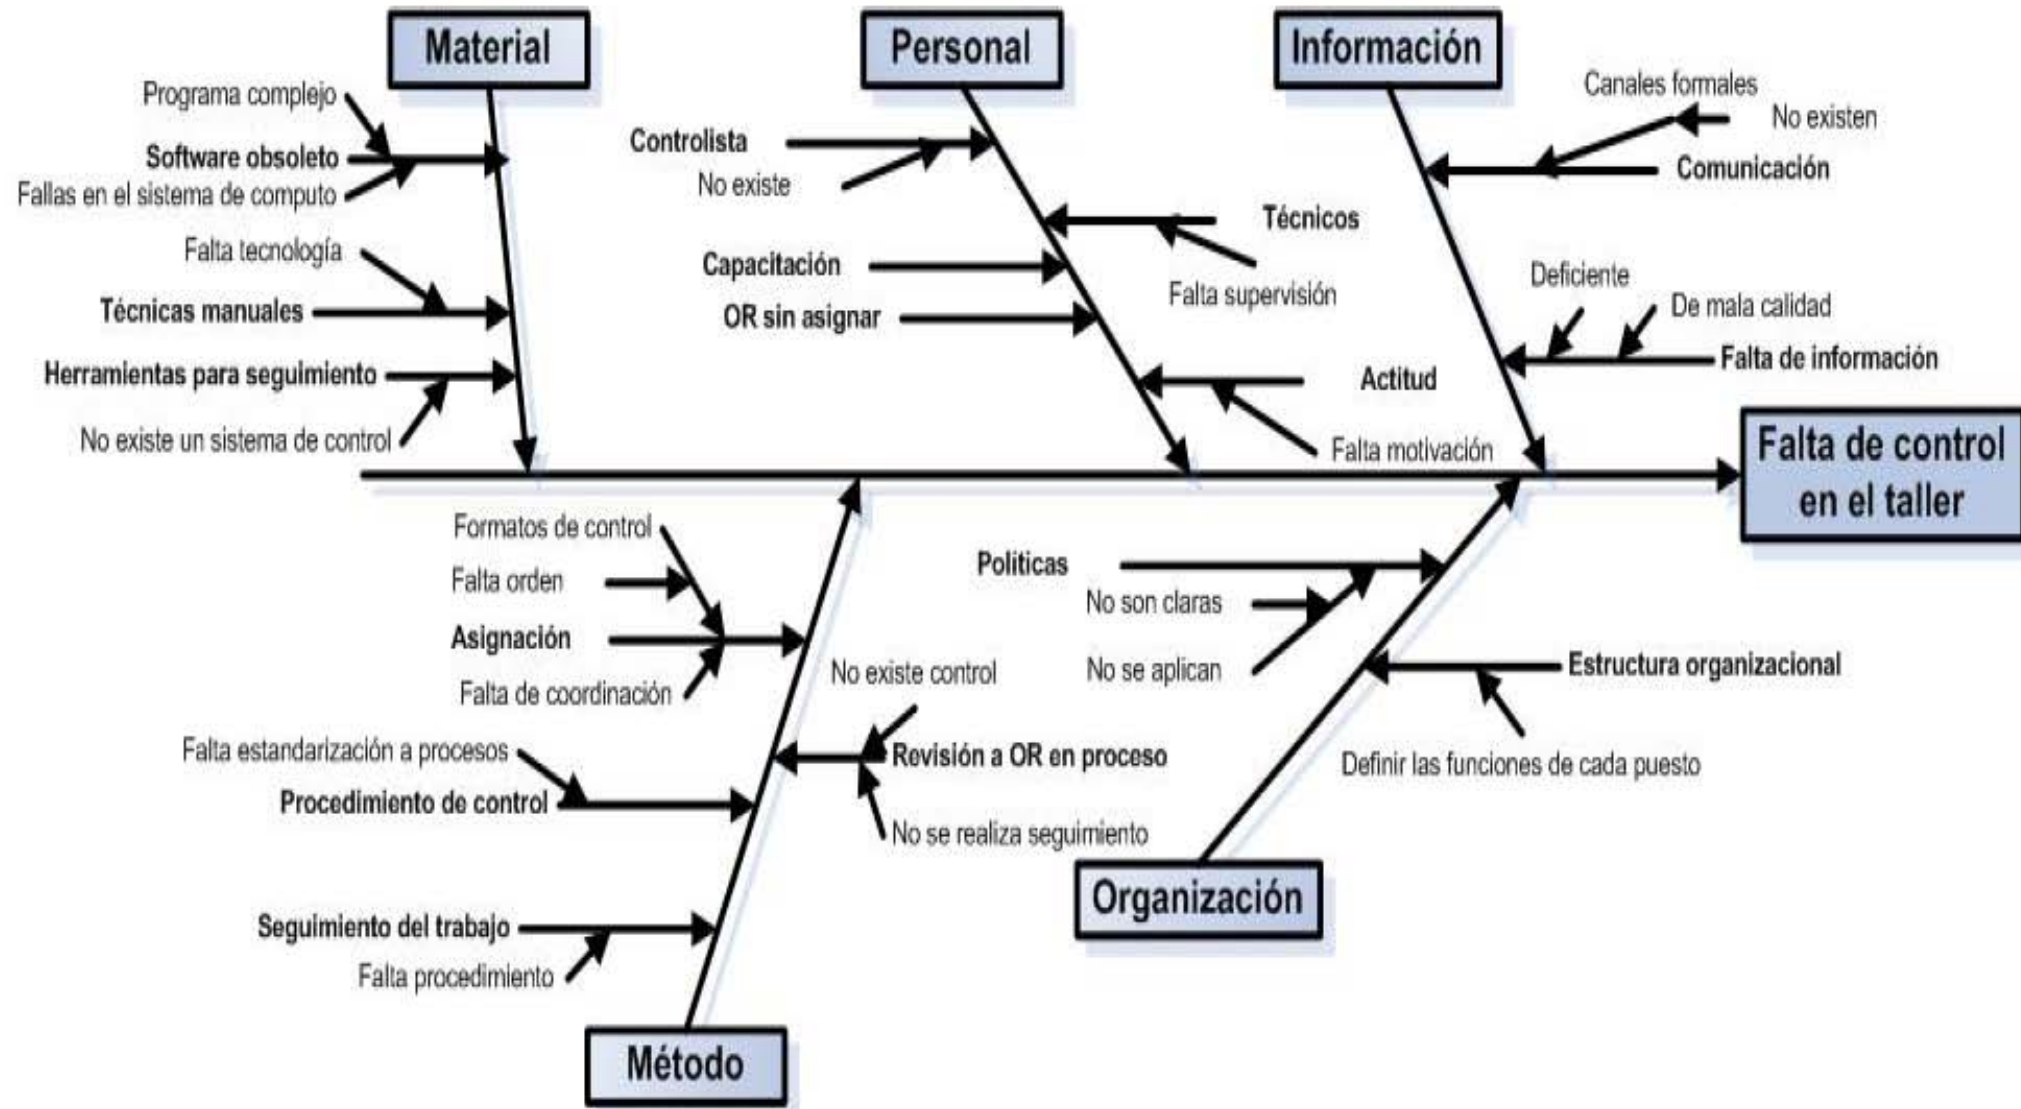 Material
Programa complejo
Software obsoleto
Fallas en el sistema de computo
Falta tecnología
Técnicas manuales
Herramientas para seguimiento
No existe un sistema de control
Personal
Controlista
No existe
Técnicos
Falta supervisión
Capacitación
OR sin asignar
Actitud
Falta motivación
Información
Canales formales
No existen
Comunicación
Deficiente
De mala calidad
Falta de información
Falta de control
en el taller
Formatos de control
Falta orden
Asignación
Falta de coordinación
No existe control
Revisión a OR en proceso
No se realiza seguimiento
Falta estandarización a procesos
Procedimiento de control
Seguimiento del trabajo
Falta procedimiento
Método
Politicas
No son claras
No se aplican
Estructura organizacional
Definir las funciones de cada puesto
Organización